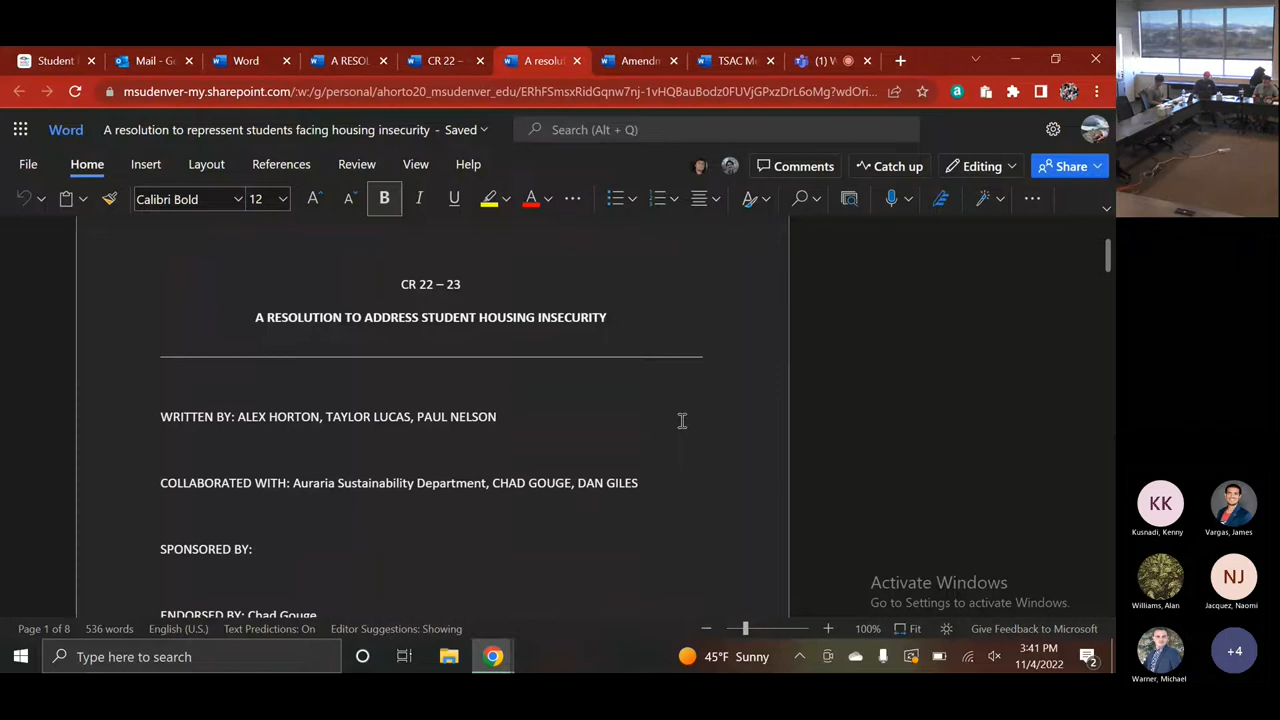 Student
Mail - G
Word
A RESOL
CR 22 –
A resolu
Amendm
TSAC M
(1) V
msudenver-my.sharepoint.com/:w:/g/personal/ahorto20_msudenver_edu/ERhFSmsxRidGqnw7nj-1vHQBauBodz0FUVjGPxzDrL6oMg?wdOri...
Word
A resolution to repressent students facing housing insecurity - Saved
Search (Alt + Q)
File Home Insert Layout References Review View Help
Comments
Catch up
Editing
Share
Calibri Bold
12
B I U
CR 22 – 23
A RESOLUTION TO ADDRESS STUDENT HOUSING INSECURITY
WRITTEN BY: ALEX HORTON, TAYLOR LUCAS, PAUL NELSON
COLLABORATED WITH: Auraria Sustainability Department, CHAD GOUGE, DAN GILES
SPONSORED BY:
ENDORSED BY: Chad Gouge
Activate Windows
Go to Settings to activate Windows.
Page 1 of 8
536 words
English (U.S.)
Text Predictions: On
Editor Suggestions: Showing
100%
Fit
Give Feedback to Microsoft
Type here to search
45°F Sunny
3:41 PM
11/4/2022
2
KK
Kusnadi, Kenny
Vargas, James
Williams, Alan
NJ
Jacquez, Naomi
Warner, Michael
+4